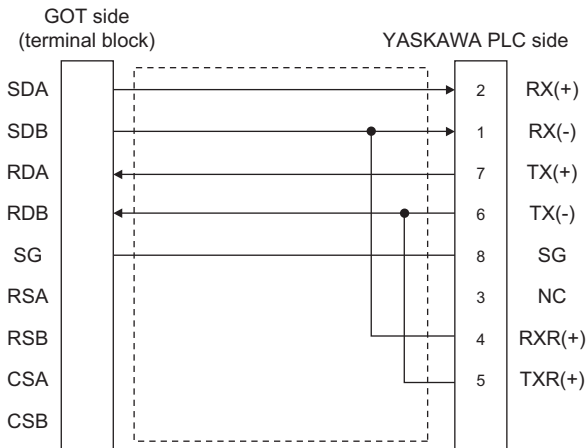 GOT side
(terminal block)
YASKAWA PLC side
SDA 2 RX(+)
SDB 1 RX(-)
RDA 7 TX(+)
RDB 6 TX(-)
SG 8 SG
RSA 3 NC
RSB 4 RXR(+)
CSA 5 TXR(+)
CSB